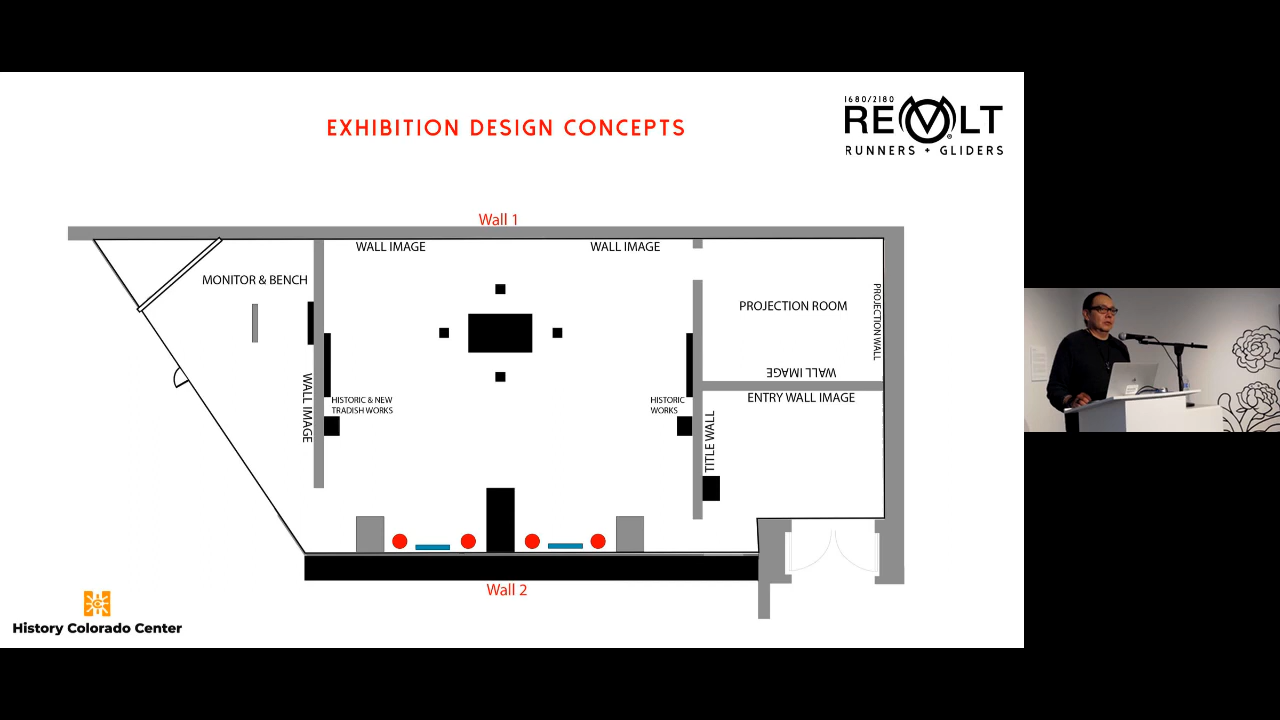 EXHIBITION DESIGN CONCEPTS
1680/2180
REVOLT
RUNNERS + GLIDERS
Wall 1
WALL IMAGE
WALL IMAGE
MONITOR & BENCH
PROJECTION ROOM
PROJECTION WALL
WALL IMAGE
WALL IMAGE
HISTORIC & NEW
TRADISH WORKS
HISTORIC
WORKS
ENTRY WALL IMAGE
TITLE WALL
Wall 2
History Colorado Center